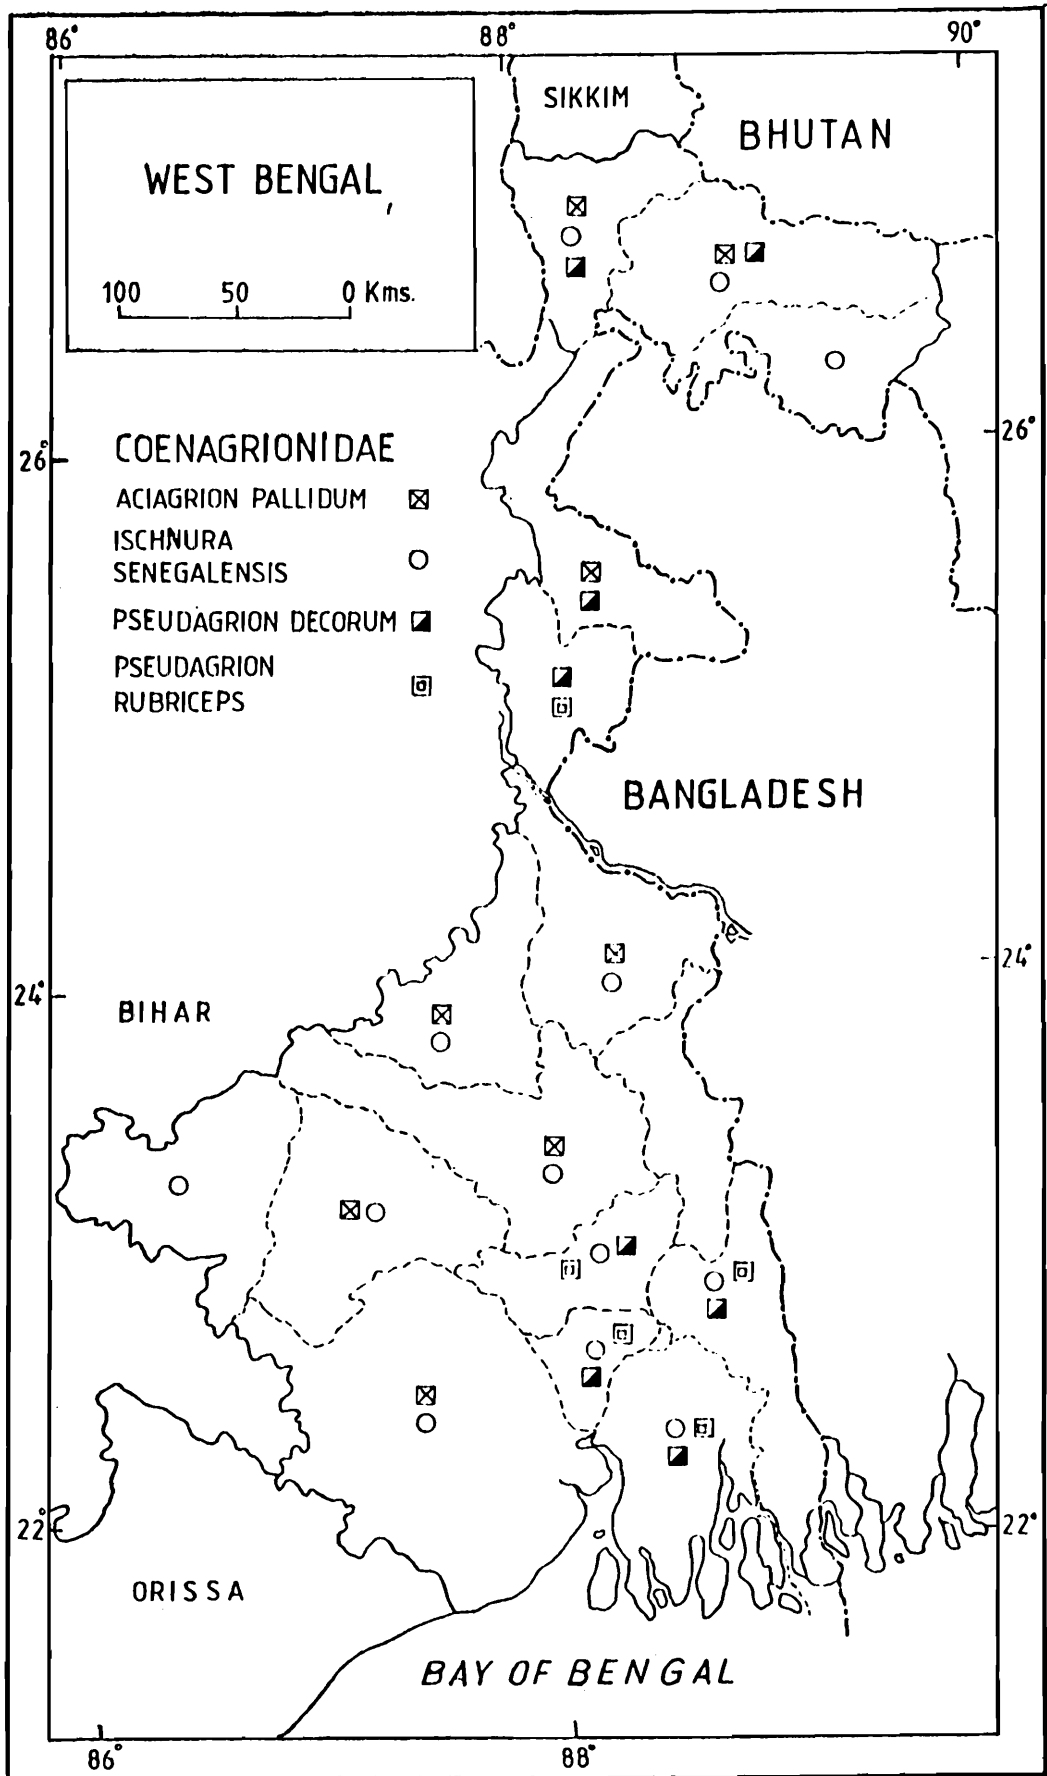 86° 88° 90°
SIKKIM
BHUTAN
WEST BENGAL,
100 50 0 Kms.
26° 26°
COENAGRIONIDAE
ACIAGRION PALLIDUM
ISCHNURA
SENEGALENSIS
PSEUDAGRION DECORUM
PSEUDAGRION
RUBRICEPS
BANGLADESH
24° 24°
BIHAR
22° 22°
ORISSA
BAY OF BENGAL
86° 88°